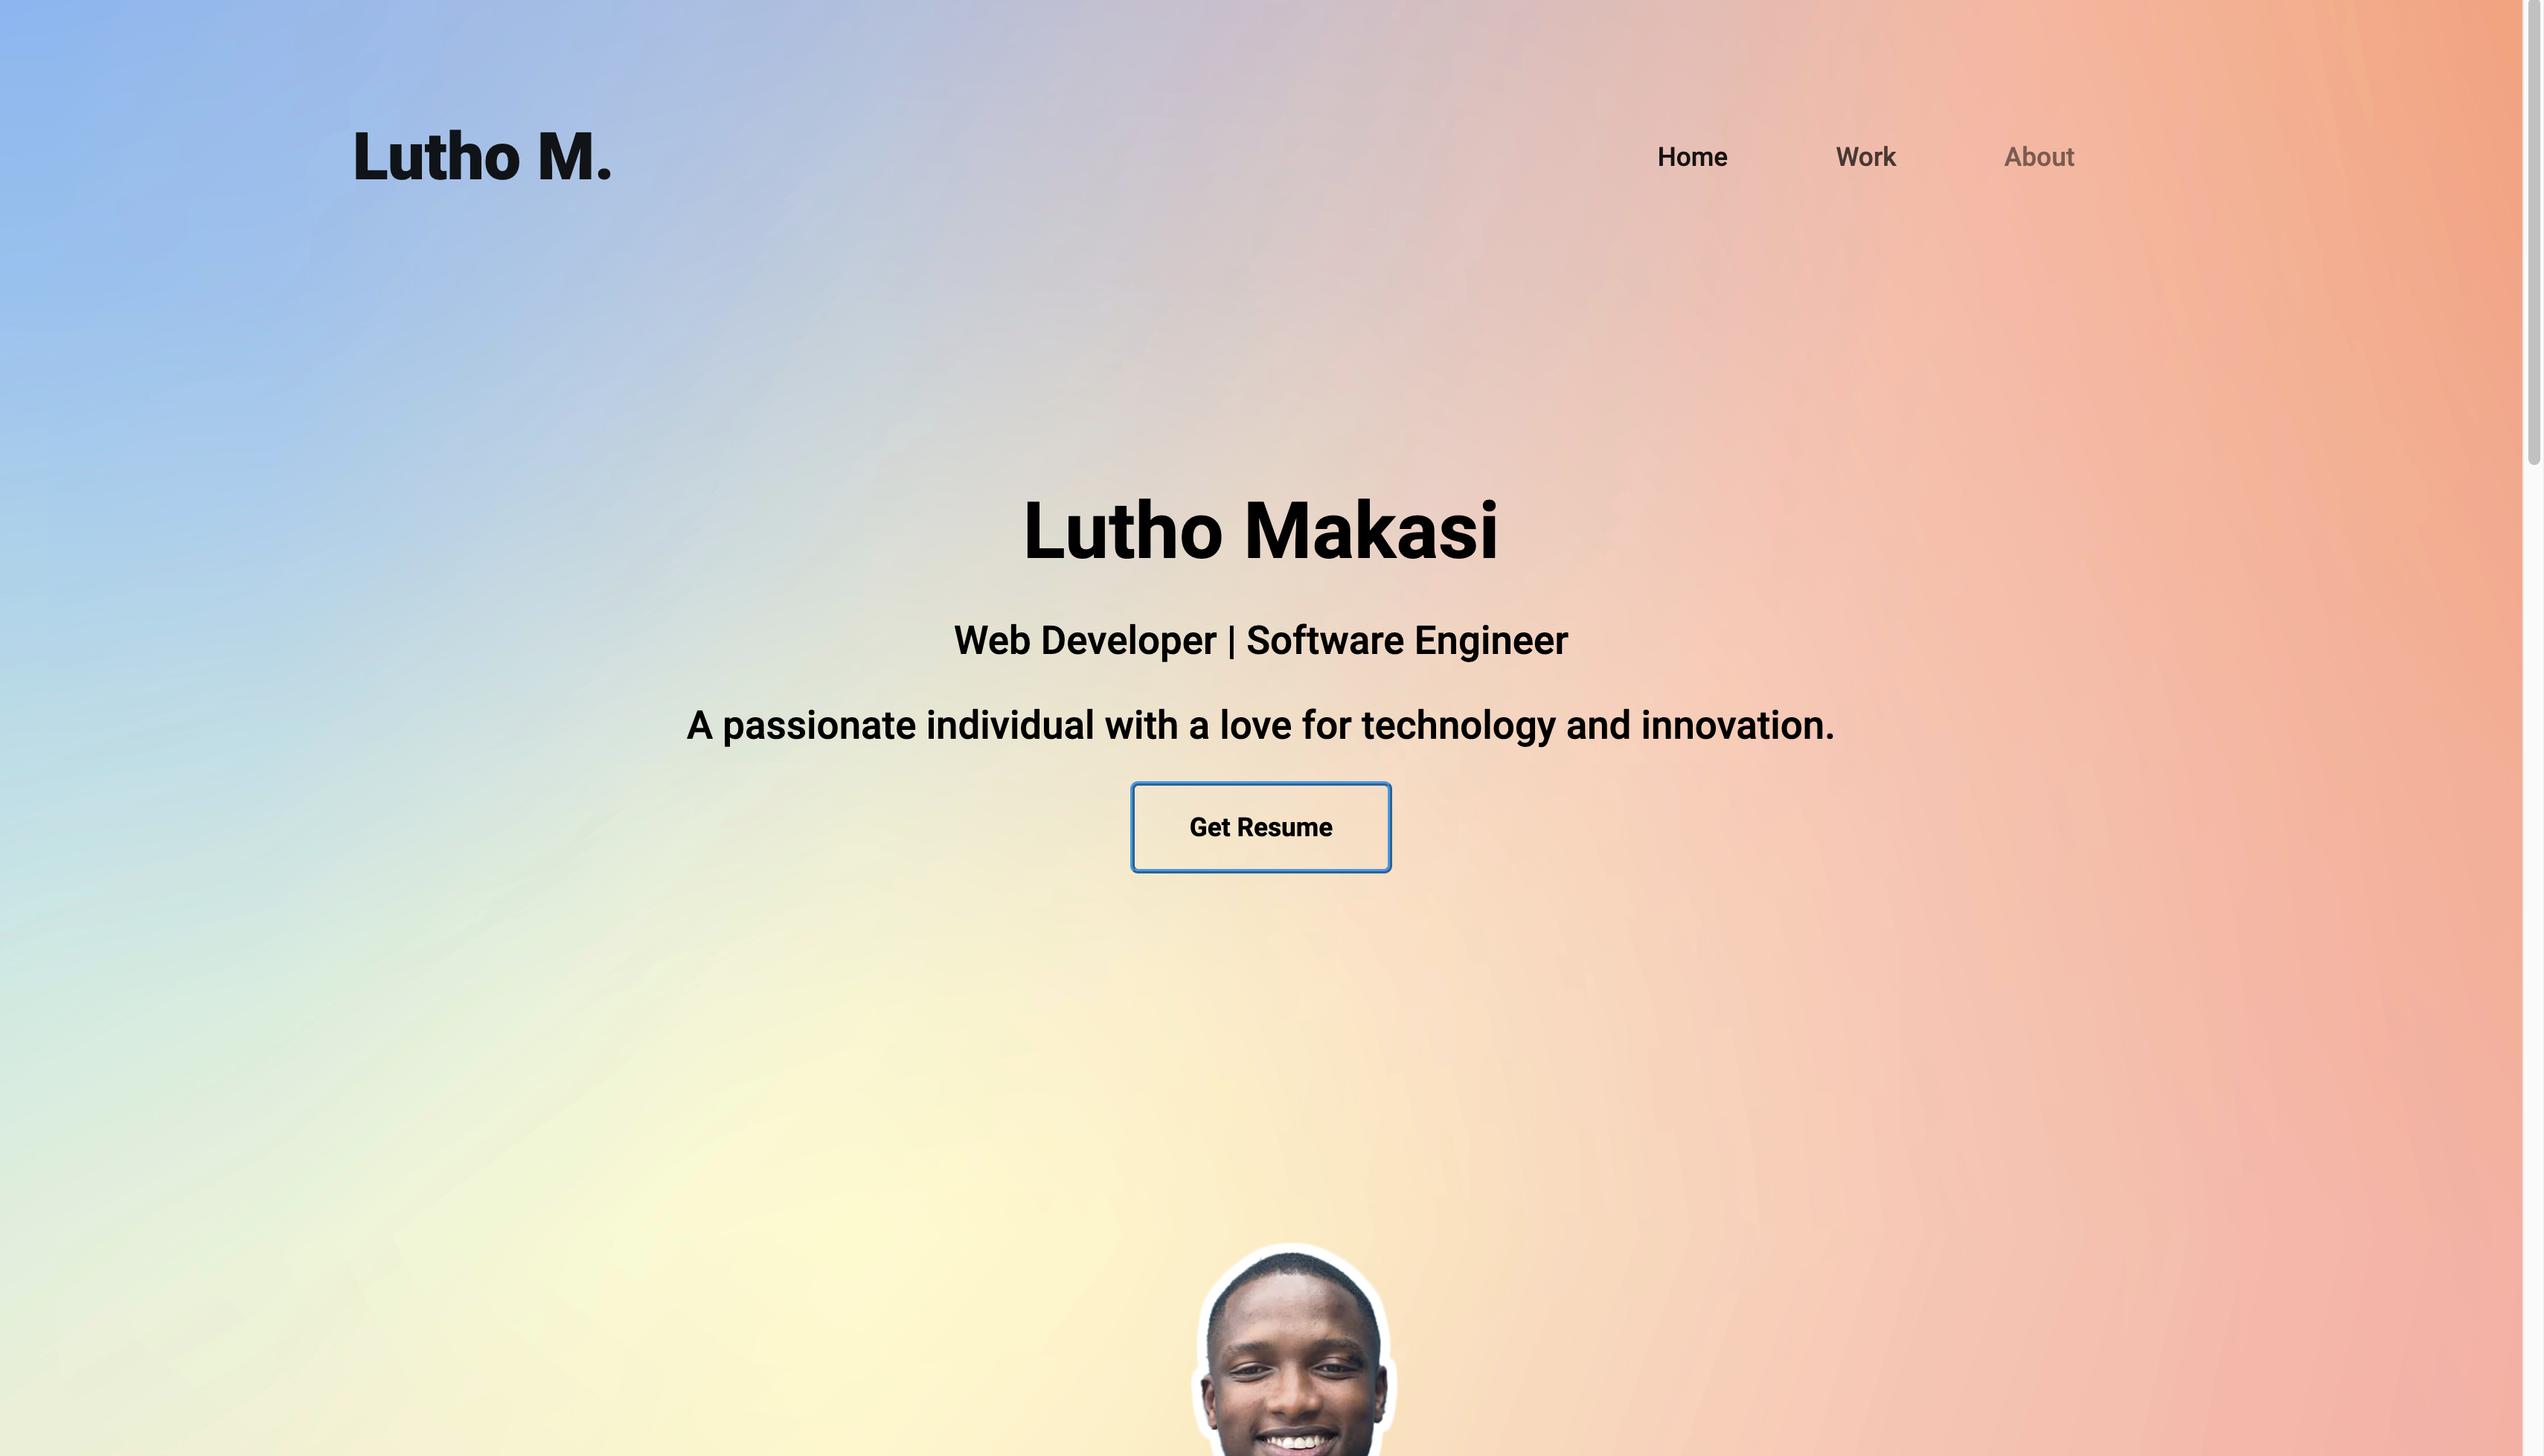 Lutho M.
Home Work About
Lutho Makasi
Web Developer | Software Engineer
A passionate individual with a love for technology and innovation.
Get Resume